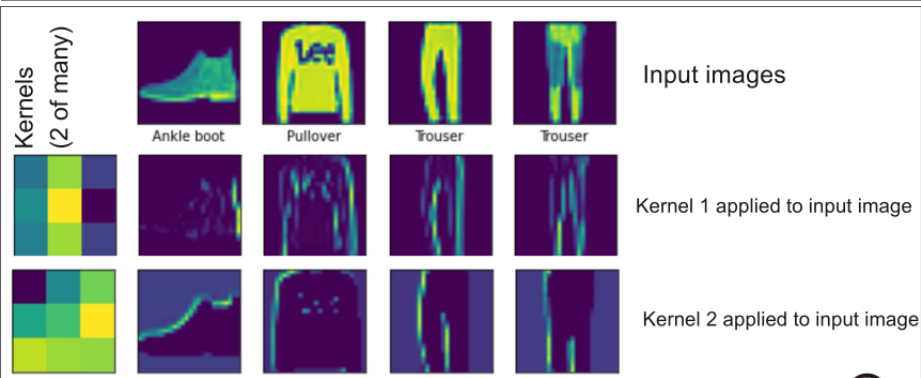 Kernels
(2 of many)
Lee
Input images
Ankle boot
Pullover
Trouser
Trouser
Kernel 1 applied to input image
Kernel 2 applied to input image